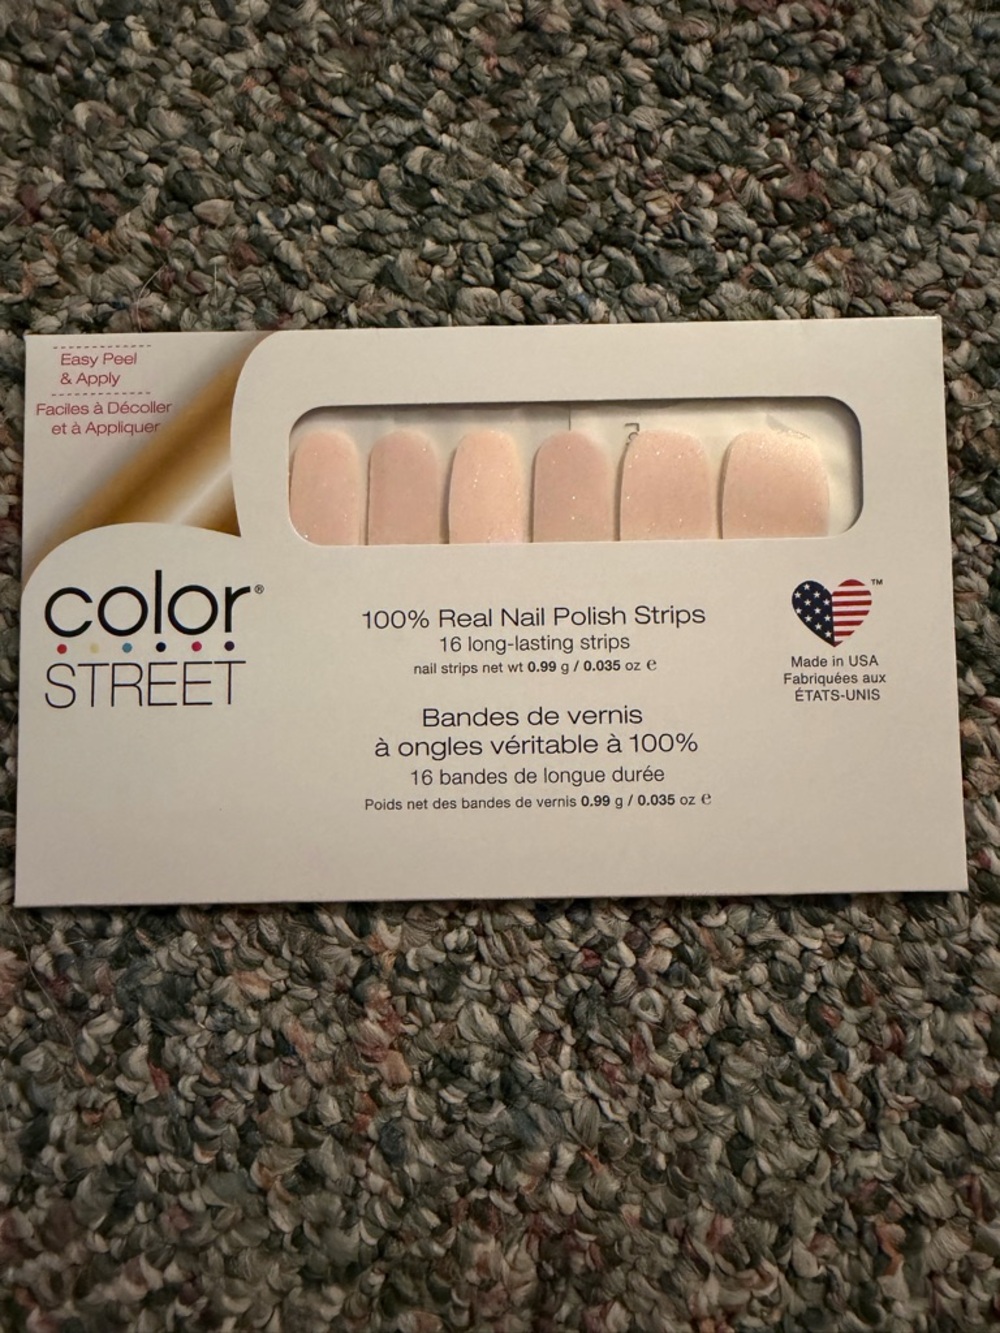 Easy Peel
& Apply
Faciles à Décoller
et à Appliquer
color®
STREET
100% Real Nail Polish Strips
16 long-lasting strips
nail strips net wt 0.99 g / 0.035 oz ℮
Bandes de vernis
à ongles véritable à 100%
16 bandes de longue durée
Poids net des bandes de vernis 0.99 g / 0.035 oz ℮
TM
Made in USA
Fabriquées aux
ÉTATS-UNIS